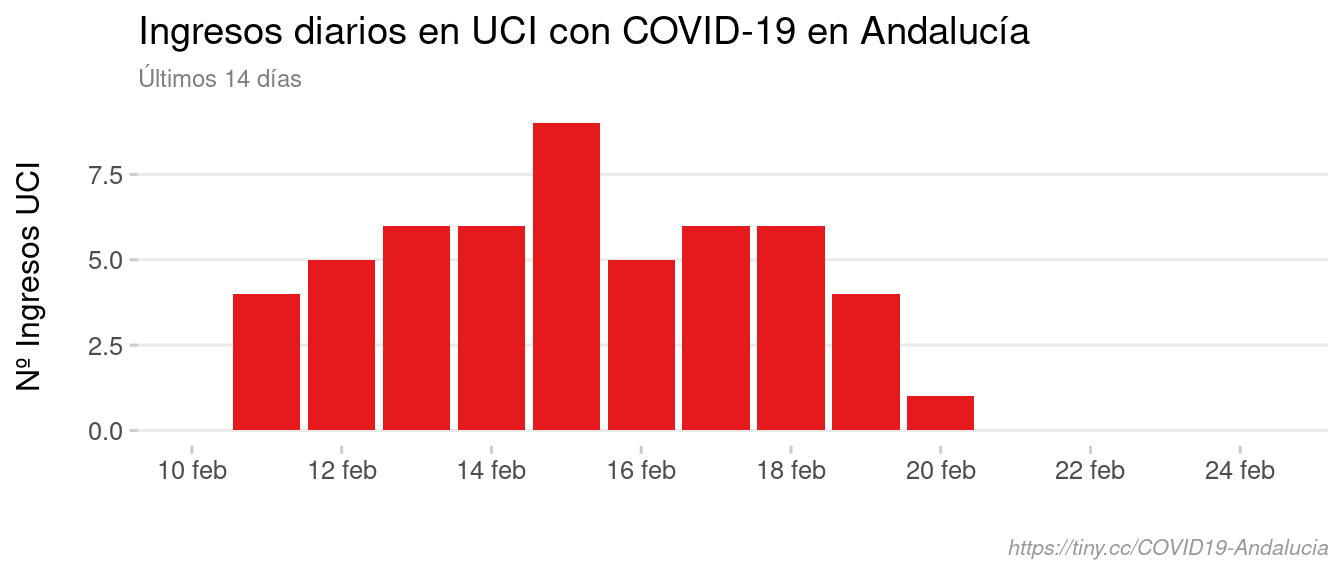 Ingresos diarios en UCI con COVID-19 en Andalucía
Últimos 14 días
Nº Ingresos UCI
7.5
5.0
2.5
0.0
10 feb 12 feb 14 feb 16 feb 18 feb 20 feb 22 feb 24 feb
https://tiny.cc/COVID19-Andalucia